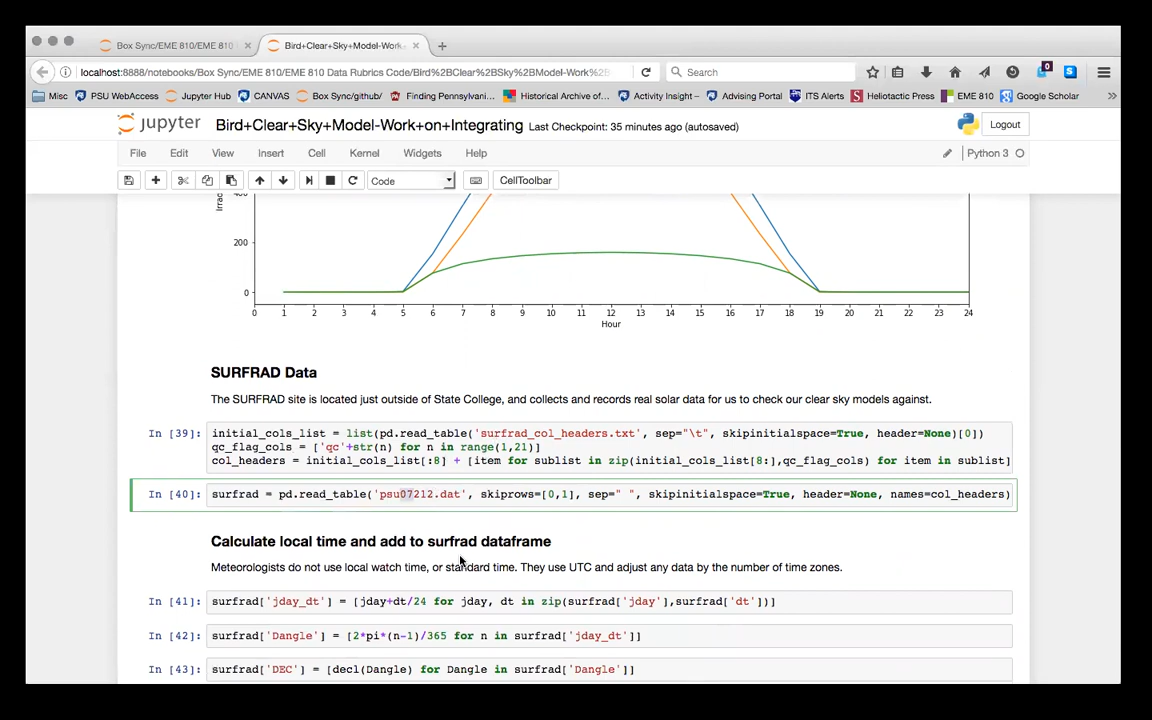 Box Sync/EME 810/EME 810
Bird+Clear+Sky+Model-Work
localhost:8888/notebooks/Box Sync/EME 810/EME 810 Data Rubrics Code/Bird%2BClear%2BSky%2BModel-Work%2B
Search
0
Misc PSU WebAccess Jupyter Hub CANVAS Box Sync/github/ Finding Pennsylvani... Historical Archive of... Activity Insight – Advising Portal ITS Alerts Heliotactic Press EME 810 Google Scholar
jupyter Bird+Clear+Sky+Model-Work+on+Integrating Last Checkpoint: 35 minutes ago (autosaved) Logout
File Edit View Insert Cell Kernel Widgets Help Python 3
Code CellToolbar
200
0
0 1 2 3 4 5 6 7 8 9 10 11 12 13 14 15 16 17 18 19 20 21 22 23 24
Hour
SURFRAD Data
The SURFRAD site is located just outside of State College, and collects and records real solar data for us to check our clear sky models against.
In [39]: initial_cols_list = list(pd.read_table('surfrad_col_headers.txt', sep="\t", skipinitialspace=True, header=None)[0])
qc_flag_cols = ['qc'+str(n) for n in range(1,21)]
col_headers = initial_cols_list[:8] + [item for sublist in zip(initial_cols_list[8:],qc_flag_cols) for item in sublist]
In [40]: surfrad = pd.read_table('psu07212.dat', skiprows=[0,1], sep=" ", skipinitialspace=True, header=None, names=col_headers)
Calculate local time and add to surfrad dataframe
Meteorologists do not use local watch time, or standard time. They use UTC and adjust any data by the number of time zones.
In [41]: surfrad['jday_dt'] = [jday+dt/24 for jday, dt in zip(surfrad['jday'],surfrad['dt'])]
In [42]: surfrad['Dangle'] = [2*pi*(n-1)/365 for n in surfrad['jday_dt']]
In [43]: surfrad['DEC'] = [decl(Dangle) for Dangle in surfrad['Dangle']]